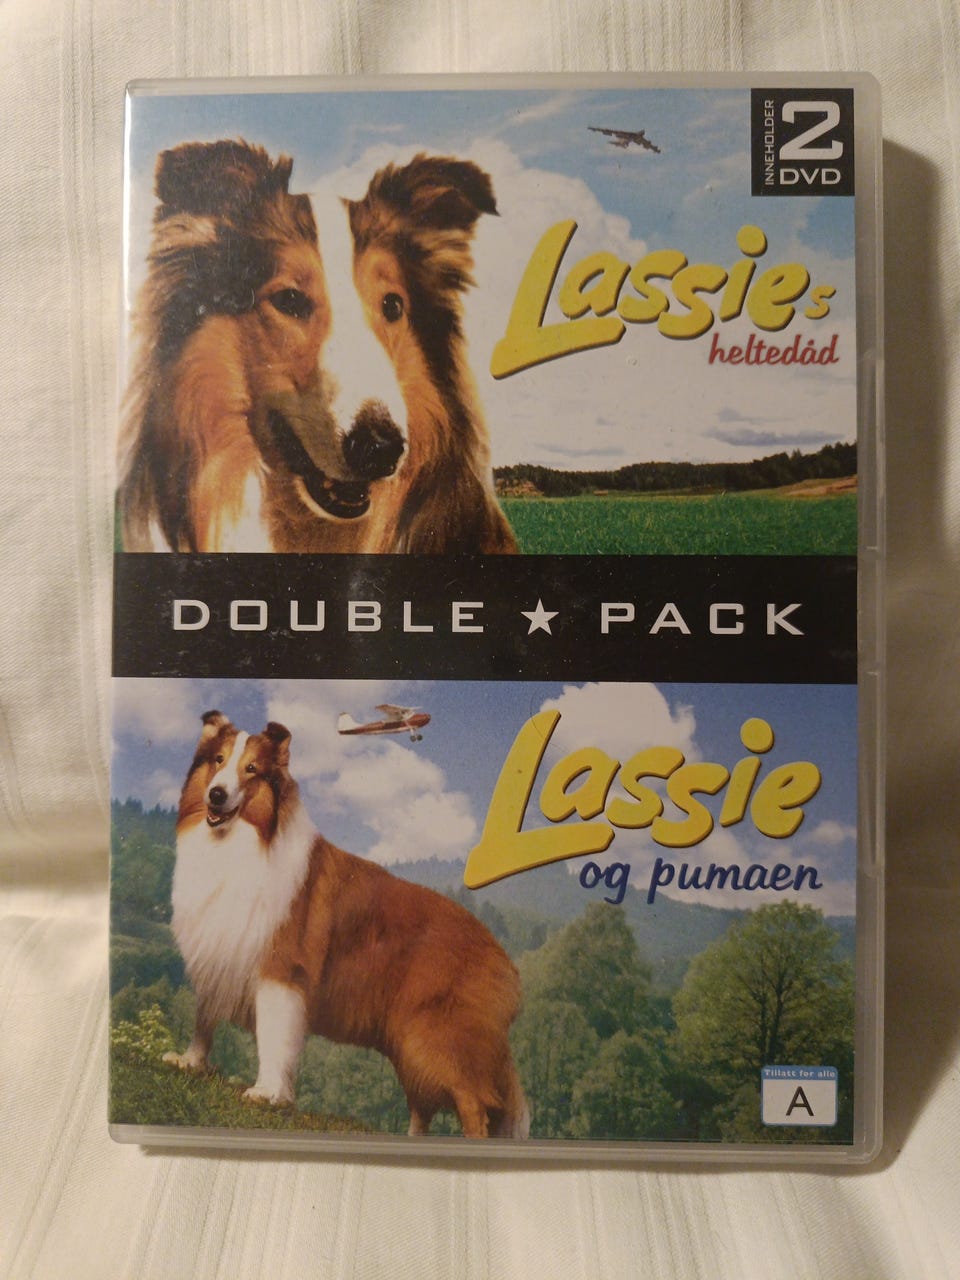 INNEHOLDER
2
DVD
Lassies
heltedåd
DOUBLE ★ PACK
Lassie
og pumaen
Tillatt for alle
A